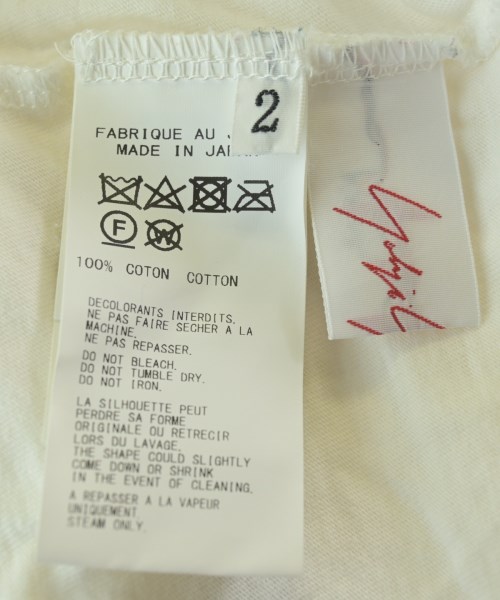 2
FABRIQUE AU
MADE IN JAPAN
F
W
100% COTON COTTON
DECOLORANTS INTERDITS.
NE PAS FAIRE SECHER A LA
MACHINE.
NE PAS REPASSER.
DO NOT BLEACH.
DO NOT TUMBLE DRY.
DO NOT IRON.
LA SILHOUETTE PEUT
PERDRE SA FORME
ORIGINALE OU RETRECIR
LORS DU LAVAGE.
THE SHAPE COULD SLIGHTLY
COME DOWN OR SHRINK
IN THE EVENT OF CLEANING.
A REPASSER A LA VAPEUR
UNIQUEMENT
STEAM ONLY.